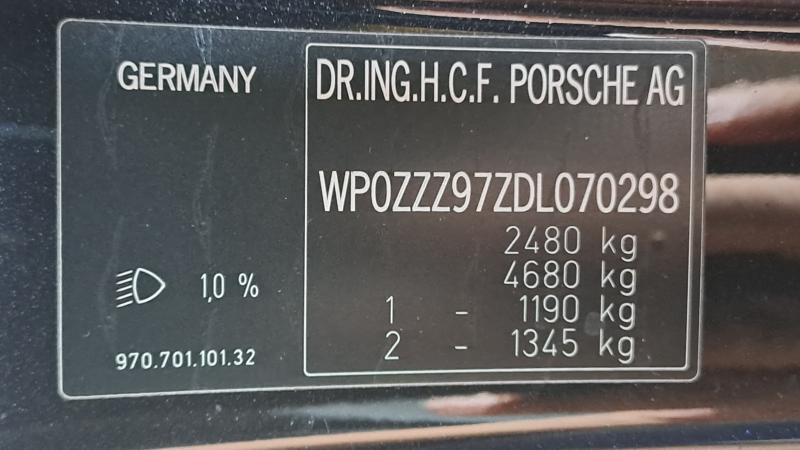 GERMANY
1,0 %
970.701.101.32
DR.ING.H.C.F. PORSCHE AG
WP0ZZZ97ZDL070298
2480 kg
4680 kg
1 - 1190 kg
2 - 1345 kg